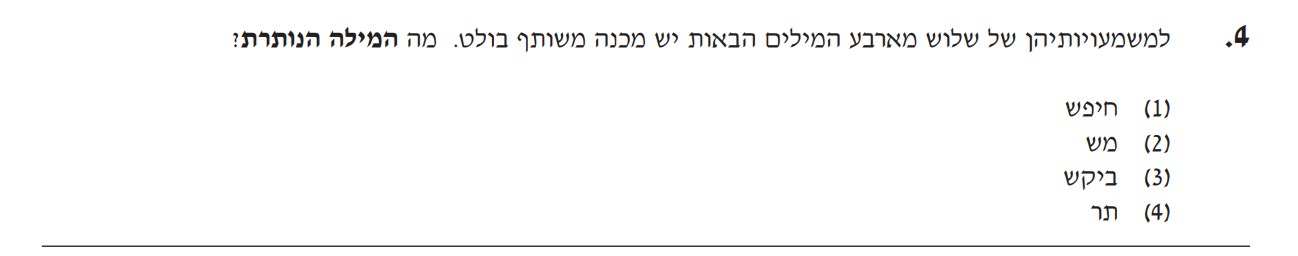 4. למשמעויותיהן של שלוש מארבע המילים הבאות יש מכנה משותף בולט. מה המילה הנותרת?
(1) חיפש
(2) מש
(3) ביקש
(4) תר